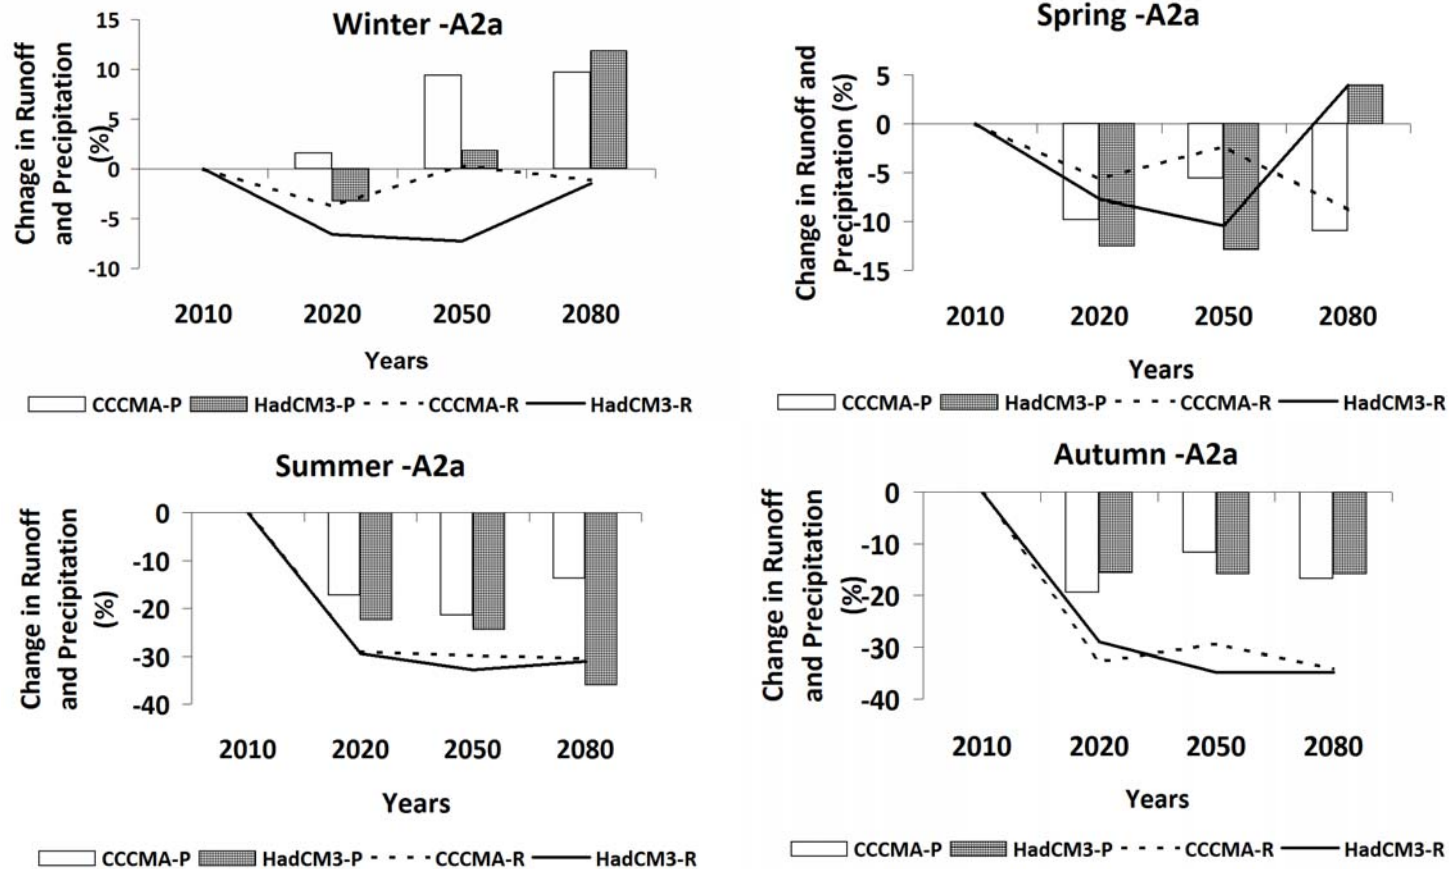 Winter -A2a
Chnage in Runoff
and Precipitation
(%)
15
10
5
0
-5
-10
2010 2020 2050 2080
Years
CCCMA-P HadCM3-P CCCMA-R HadCM3-R
Spring -A2a
Change in Runoff and
Precipitation (%)
5
0
-5
-10
-15
2010 2020 2050 2080
Years
CCCMA-P HadCM3-P CCCMA-R HadCM3-R
Summer -A2a
Change in Runoff
and Precipitation
(%)
0
-10
-20
-30
-40
2010 2020 2050 2080
Years
CCCMA-P HadCM3-P CCCMA-R HadCM3-R
Autumn -A2a
Change in Runoff
and Precipitation
(%)
0
-10
-20
-30
-40
2010 2020 2050 2080
Years
CCCMA-P HadCM3-P CCCMA-R HadCM3-R